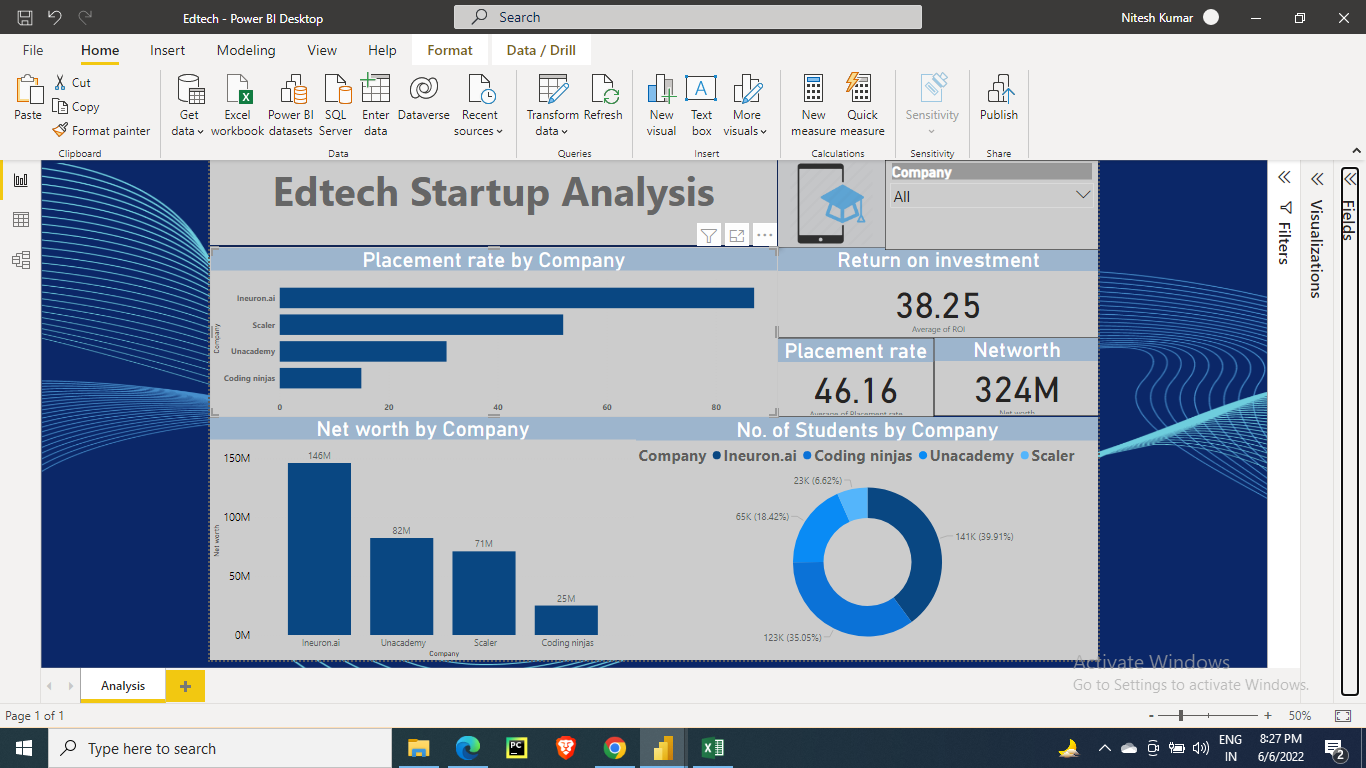 Edtech - Power BI Desktop
Search
Nitesh Kumar
File Home Insert Modeling View Help Format Data / Drill
Paste
Cut
Copy
Format painter
Clipboard
Get data
Excel workbook
Power BI datasets
SQL Server
Enter data
Dataverse
Recent sources
Data
Transform data
Refresh
Queries
New visual
Text box
More visuals
Insert
New measure
Quick measure
Calculations
Sensitivity
Sensitivity
Publish
Share
Edtech Startup Analysis
Company
All
Filters
Visualizations
Fields
Placement rate by Company
Company
Ineuron.ai
Scaler
Unacademy
Coding ninjas
0 20 40 60 80
Return on investment
38.25
Average of ROI
Placement rate
46.16
Average of Placement rate
Networth
324M
Net worth
Net worth by Company
Net worth
150M
100M
50M
0M
146M
82M
71M
25M
Ineuron.ai Unacademy Scaler Coding ninjas
Company
No. of Students by Company
Company Ineuron.ai Coding ninjas Unacademy Scaler
23K (6.62%)
65K (18.42%)
141K (39.91%)
123K (35.05%)
Activate Windows
Go to Settings to activate Windows.
Analysis
Page 1 of 1
- + 50%
Type here to search
PC
ENG
IN
8:27 PM
6/6/2022
2